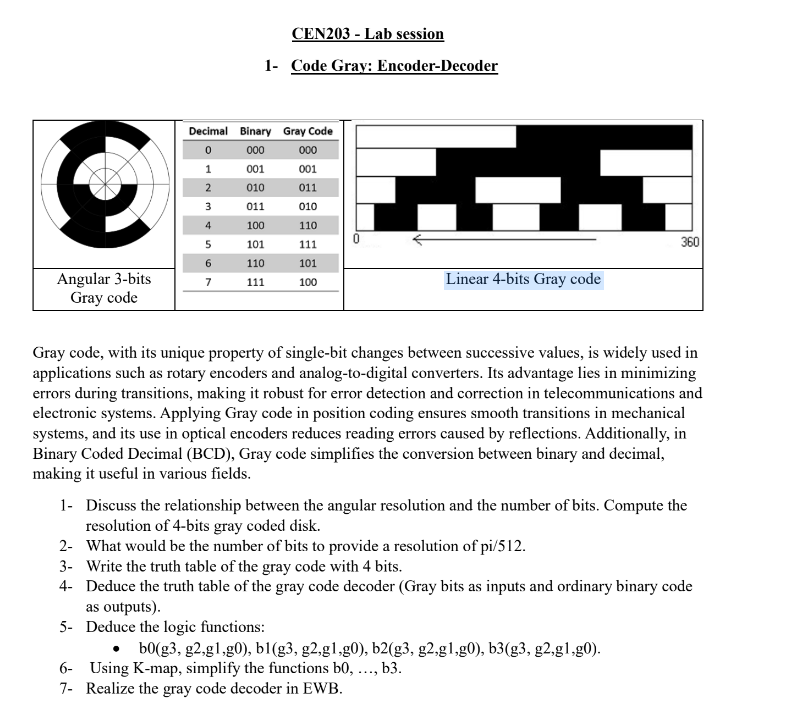 CEN203 - Lab session
1- Code Gray: Encoder-Decoder
Decimal Binary Gray Code
0 000 000
1 001 001
2 010 011
3 011 010
4 100 110
5 101 111
6 110 101
7 111 100
0 360
Angular 3-bits
Gray code
Linear 4-bits Gray code
Gray code, with its unique property of single-bit changes between successive values, is widely used in
applications such as rotary encoders and analog-to-digital converters. Its advantage lies in minimizing
errors during transitions, making it robust for error detection and correction in telecommunications and
electronic systems. Applying Gray code in position coding ensures smooth transitions in mechanical
systems, and its use in optical encoders reduces reading errors caused by reflections. Additionally, in
Binary Coded Decimal (BCD), Gray code simplifies the conversion between binary and decimal,
making it useful in various fields.
1- Discuss the relationship between the angular resolution and the number of bits. Compute the
resolution of 4-bits gray coded disk.
2- What would be the number of bits to provide a resolution of pi/512.
3- Write the truth table of the gray code with 4 bits.
4- Deduce the truth table of the gray code decoder (Gray bits as inputs and ordinary binary code
as outputs).
5- Deduce the logic functions:
• b0(g3, g2,g1,g0), b1(g3, g2,g1,g0), b2(g3, g2,g1,g0), b3(g3, g2,g1,g0).
6- Using K-map, simplify the functions b0, …, b3.
7- Realize the gray code decoder in EWB.